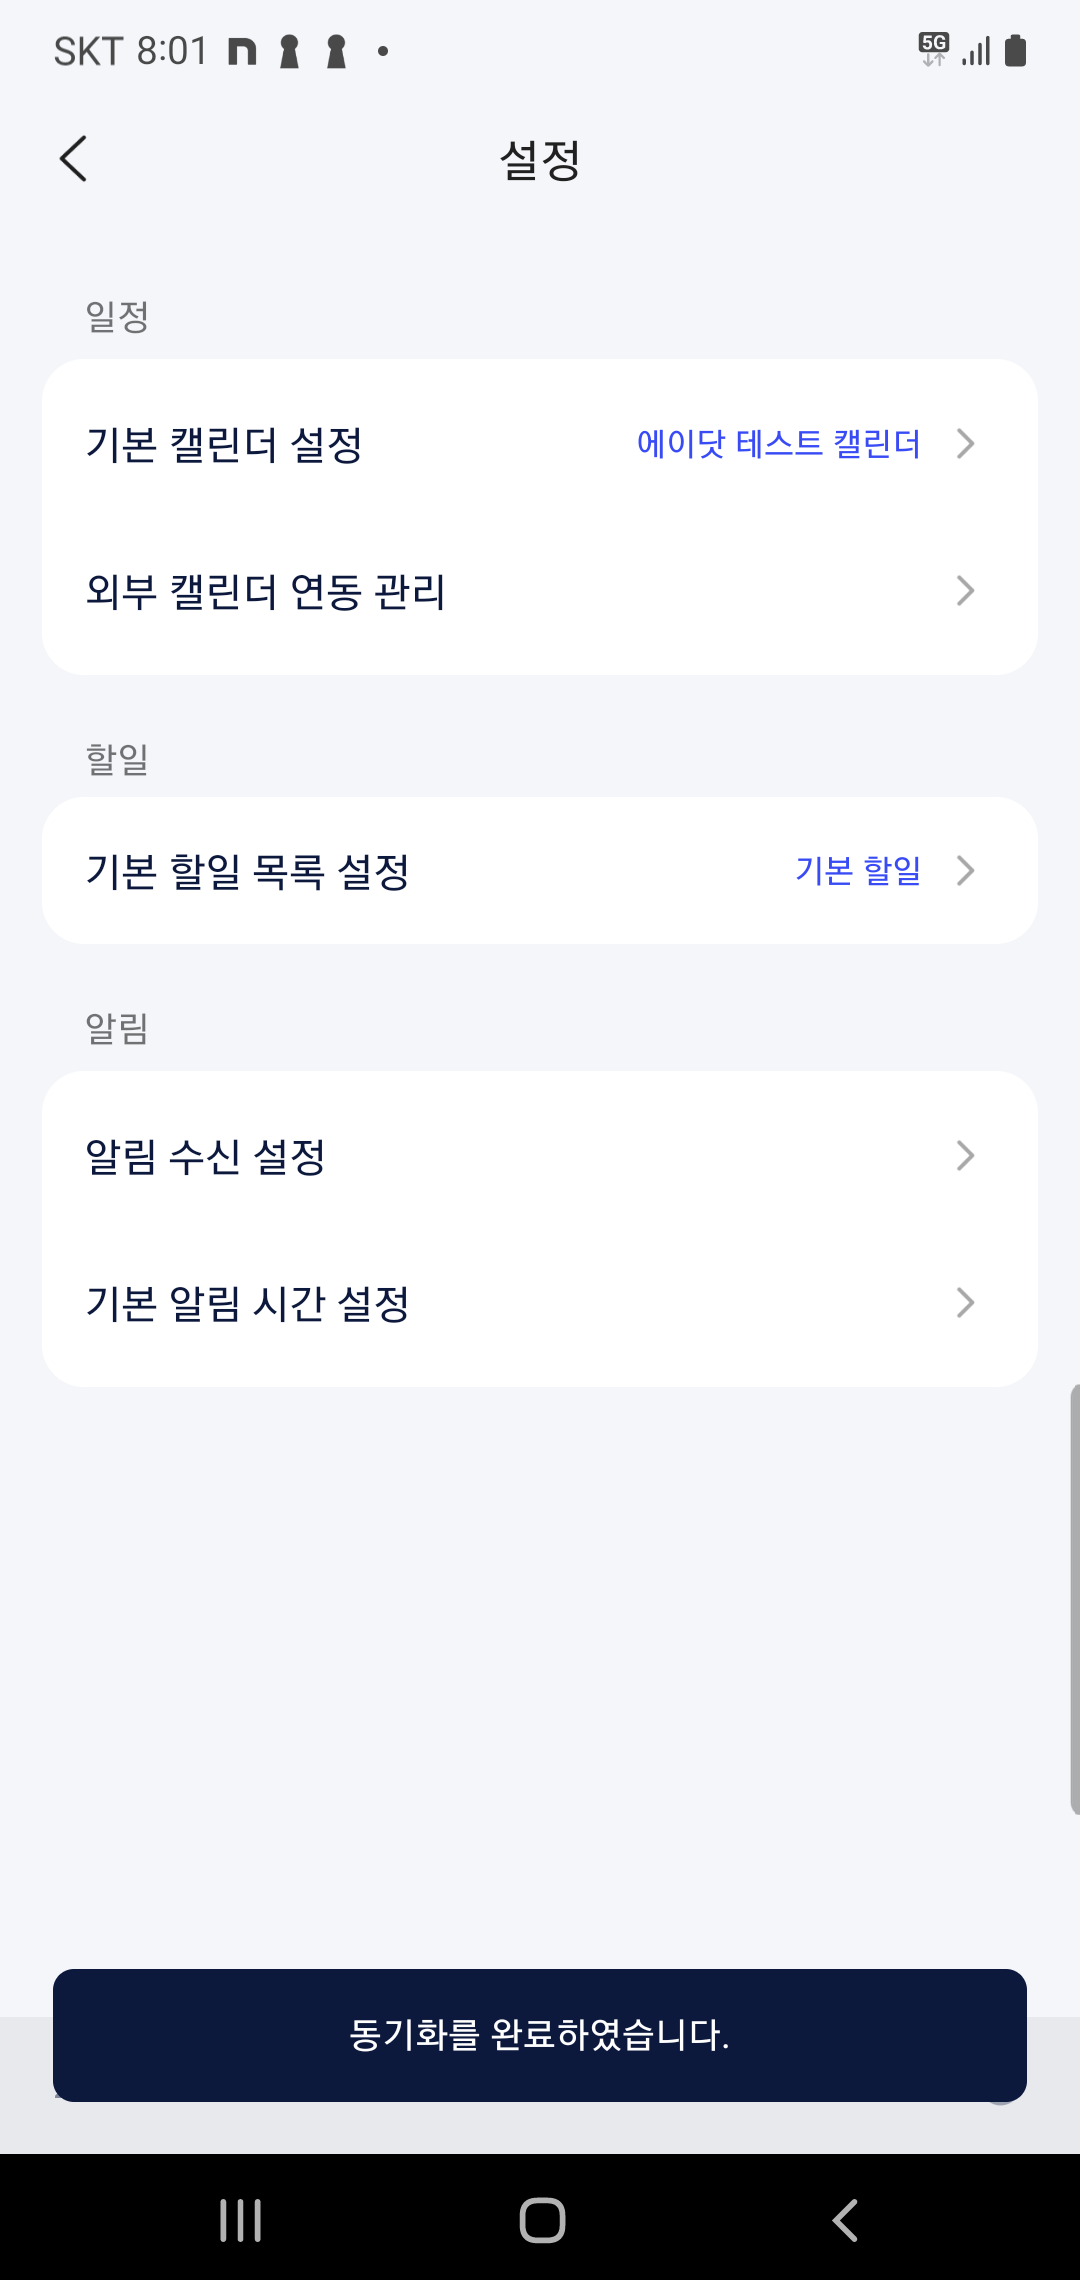 SKT 8:01
5G
설정
일정
기본 캘린더 설정 에이닷 테스트 캘린더
외부 캘린더 연동 관리
할일
기본 할일 목록 설정 기본 할일
알림
알림 수신 설정
기본 알림 시간 설정
동기화를 완료하였습니다.